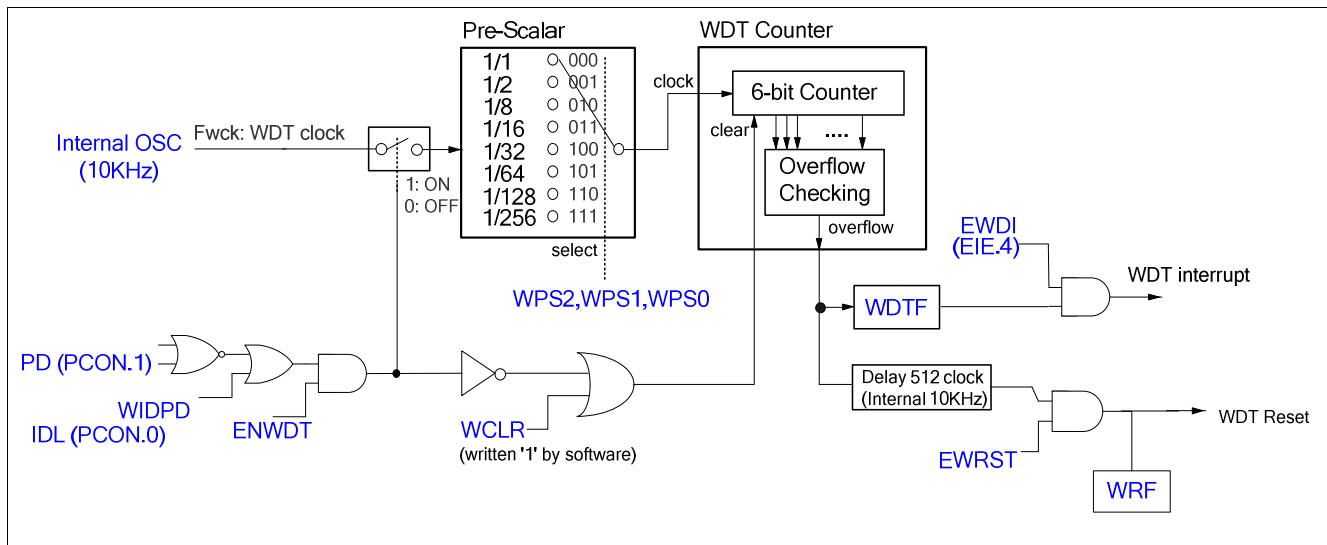 Pre-Scalar
WDT Counter
1/1 000
1/2 001
1/8 010
1/16 011
1/32 100
1/64 101
1/128 110
1/256 111
select
WPS2,WPS1,WPS0
clock
6-bit Counter
clear
....
Overflow
Checking
overflow
Internal OSC
(10KHz)
Fwck: WDT clock
1: ON
0: OFF
EWDI
(EIE.4)
WDT interrupt
WDTF
PD (PCON.1)
WIDPD
IDL (PCON.0)
ENWDT
WCLR
(written '1' by software)
Delay 512 clock
(Internal 10KHz)
EWRST
WDT Reset
WRF